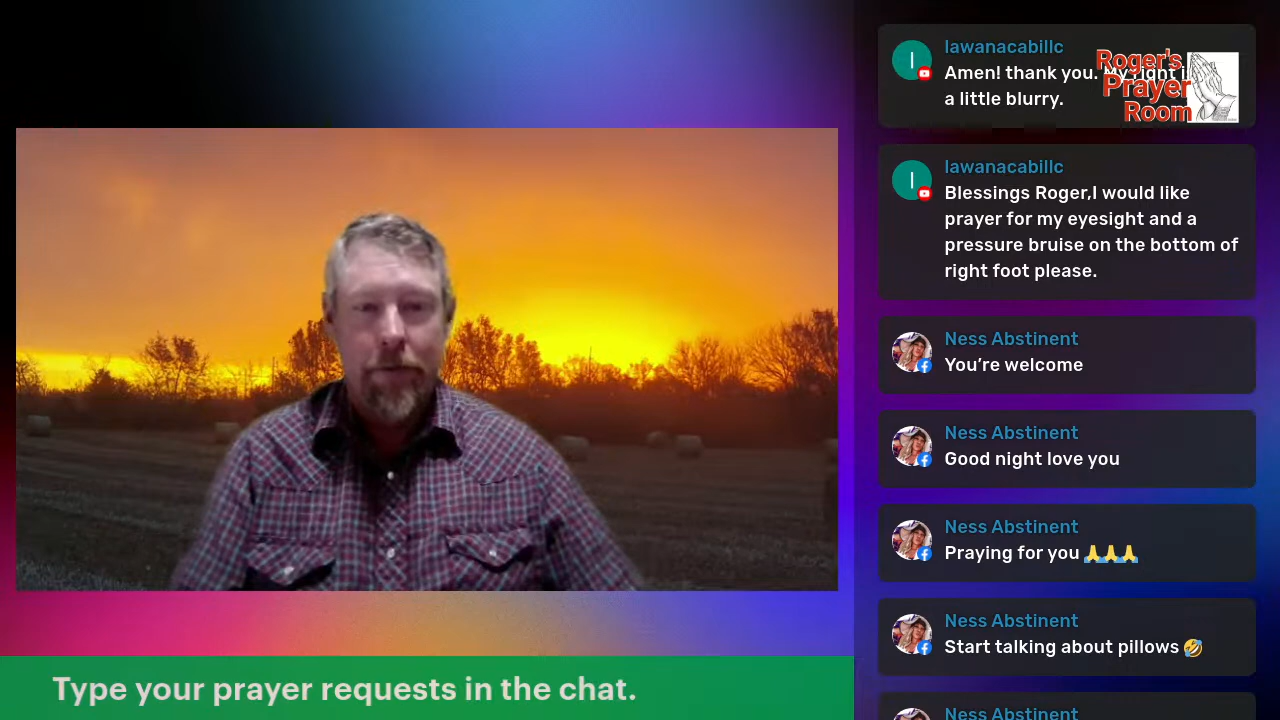 lawanacabillc
Amen! thank you. My right
a little blurry.
Roger's
Prayer
Room
lawanacabillc
Blessings Roger,I would like
prayer for my eyesight and a
pressure bruise on the bottom of
right foot please.
Ness Abstinent
You’re welcome
Ness Abstinent
Good night love you
Ness Abstinent
Praying for you 🙏🙏🙏
Ness Abstinent
Start talking about pillows 🤣
Ness Abstinent
Type your prayer requests in the chat.